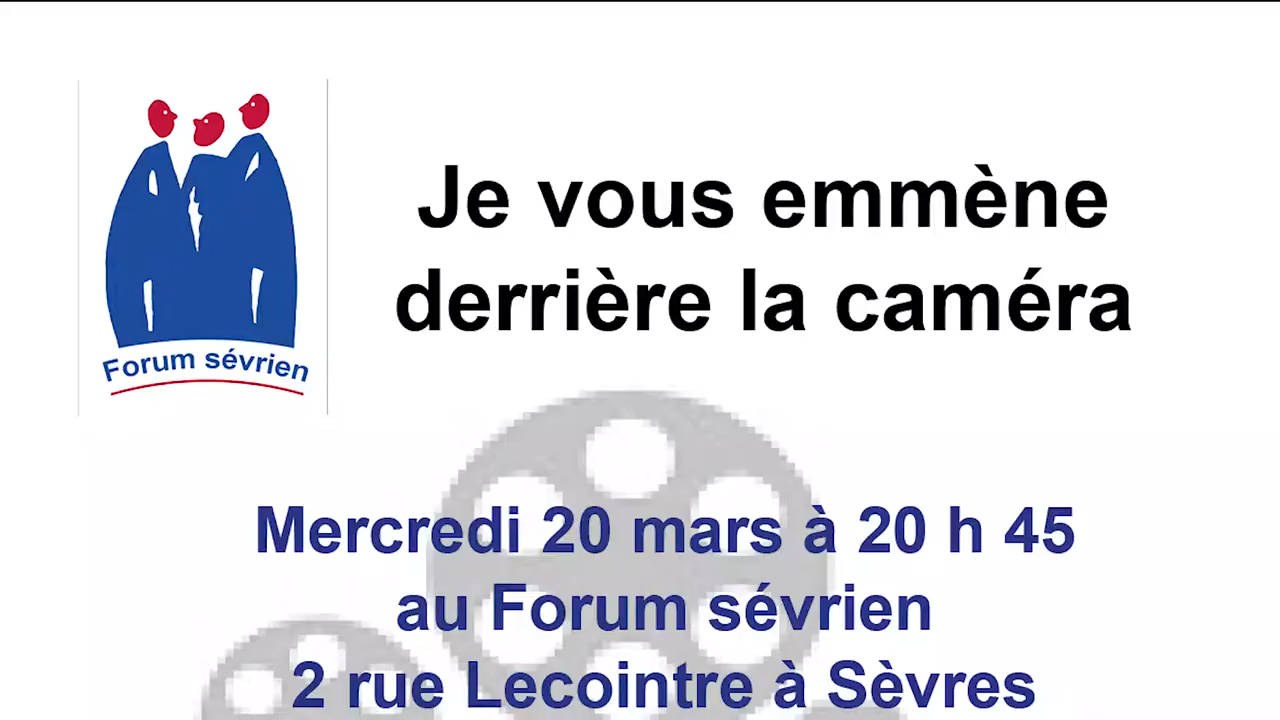 Je vous emmène
derrière la caméra
Forum sévrien
Mercredi 20 mars à 20 h 45
au Forum sévrien
2 rue Lecointre à Sèvres